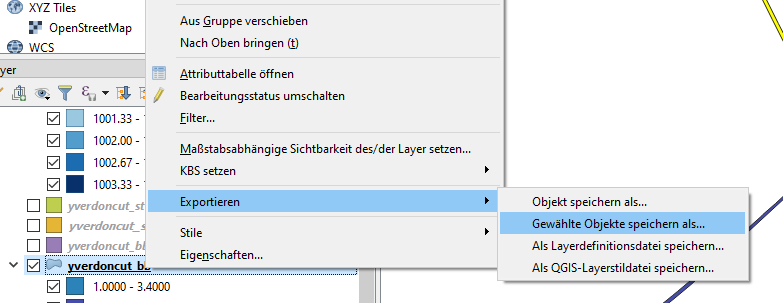 XYZ Tiles
OpenStreetMap
WCS
yer
1001.33 -
1002.00 -
1002.67 -
1003.33 -
yverdoncut_st
yverdoncut_s
yverdoncut_bl
yverdoncut_b
1.0000 - 3.4000
Aus Gruppe verschieben
Nach Oben bringen (t)
Attributtabelle öffnen
Bearbeitungsstatus umschalten
Filter...
Maßstabsabhängige Sichtbarkeit des/der Layer setzen...
KBS setzen
Exportieren
Stile
Eigenschaften...
Objekt speichern als...
Gewählte Objekte speichern als...
Als Layerdefinitionsdatei speichern...
Als QGIS-Layerstildatei speichern...